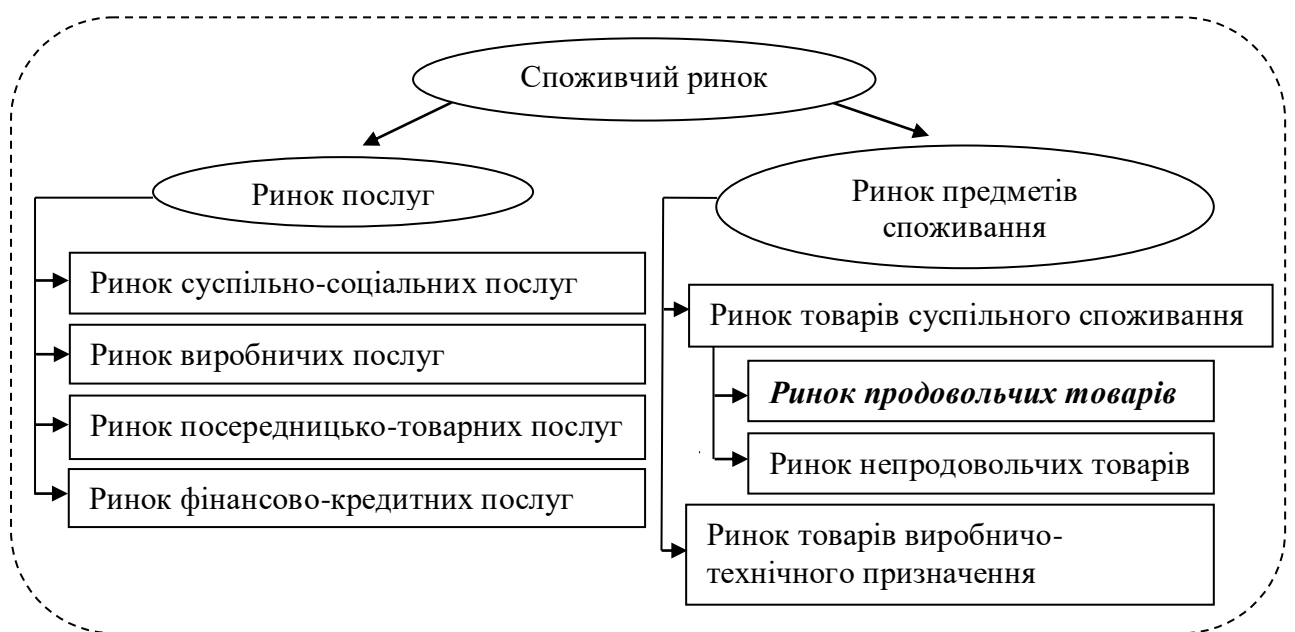 Споживчий ринок
Ринок послуг
Ринок суспільно-соціальних послуг
Ринок виробничих послуг
Ринок посередницько-товарних послуг
Ринок фінансово-кредитних послуг
Ринок предметів
споживання
Ринок товарів суспільного споживання
Ринок продовольчих товарів
Ринок непродовольчих товарів
Ринок товарів виробничо-
технічного призначення